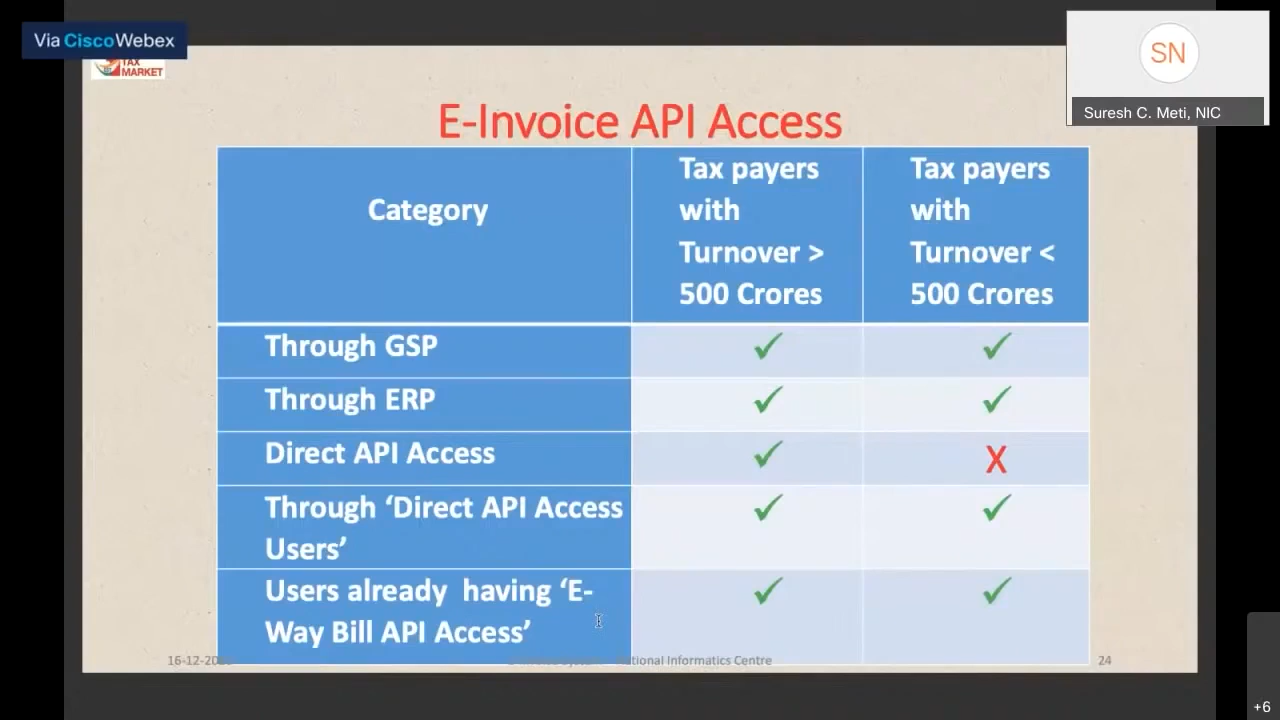 Via Cisco Webex
TAX
MARKET
SN
Suresh C. Meti, NIC
E-Invoice API Access
Category
Tax payers
with
Turnover >
500 Crores
Tax payers
with
Turnover <
500 Crores
Through GSP
✓ ✓
Through ERP
✓ ✓
Direct API Access
✓ X
Through ‘Direct API Access
Users’
✓ ✓
Users already having ‘E-
Way Bill API Access’
✓ ✓
16-12-20
National Informatics Centre
24
+6